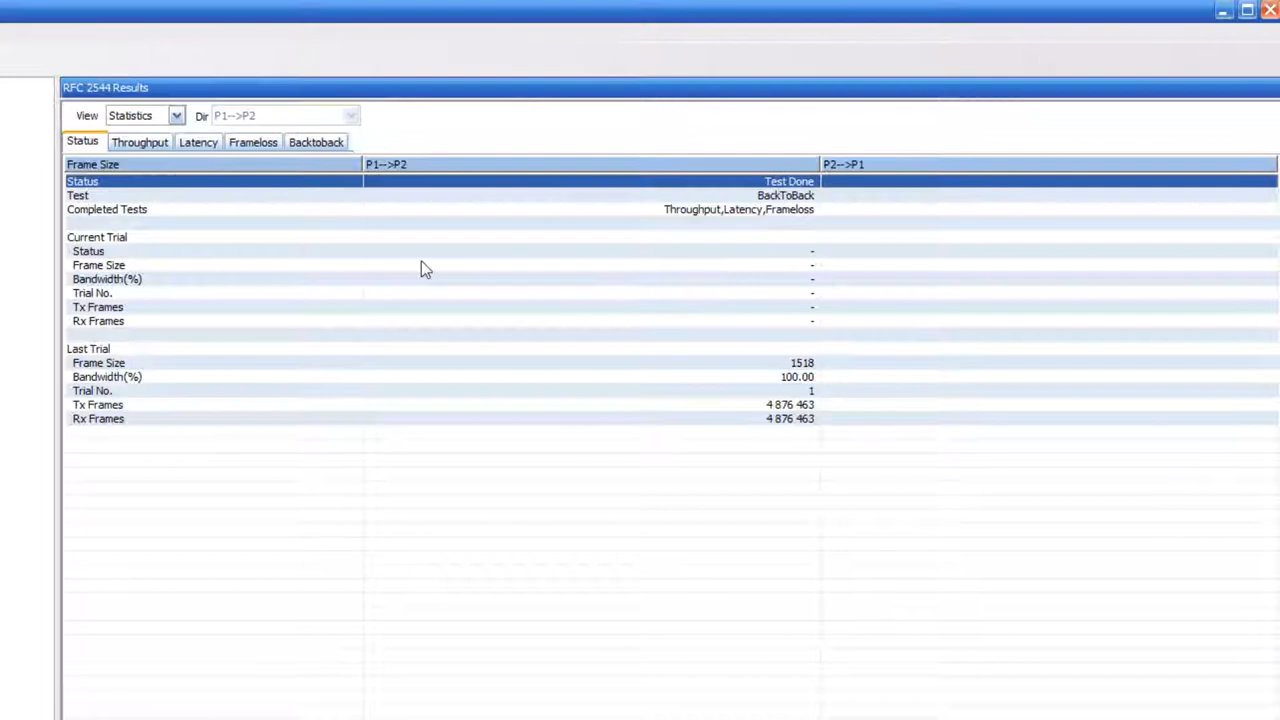 RFC 2544 Results
View Statistics Dir P1-->P2
Status Throughput Latency Frameloss Backtoback
Frame Size P1-->P2 P2-->P1
Status Test Done
Test BackToBack
Completed Tests Throughput,Latency,Frameloss
Current Trial
Status -
Frame Size -
Bandwidth(%) -
Trial No. -
Tx Frames -
Rx Frames -
Last Trial
Frame Size 1518
Bandwidth(%) 100.00
Trial No. 1
Tx Frames 4 876 463
Rx Frames 4 876 463